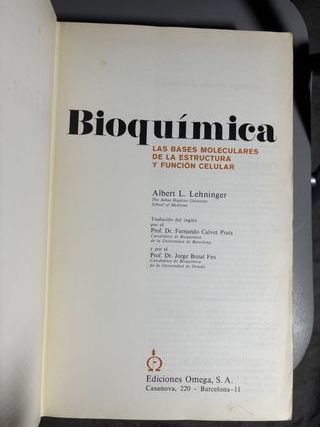 Bioquímica
LAS BASES MOLECULARES
DE LA ESTRUCTURA
Y FUNCIÓN CELULAR
Albert L. Lehninger
The Johns Hopkins University
School of Medicine
Traducido del inglés
por el
Prof. Dr. Fernando Calvet Prats
Catedrático de Bioquímica
de la Universidad de Barcelona
y por el
Prof. Dr. Jorge Bozal Fes
Catedrático de Bioquímica
de la Universidad de Oviedo
Ediciones Omega, S. A.
Casanova, 220 - Barcelona-11